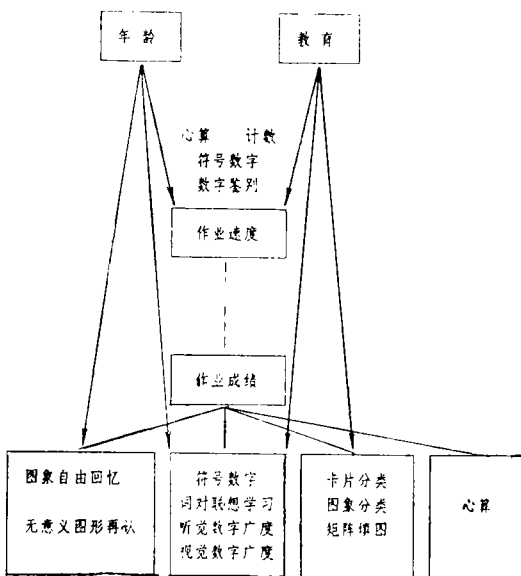 年龄
教育
心算 计数
符号数字
数字鉴别
作业速度
作业成绩
图象自由回忆
无意义图形再认
符号数字
词对联想学习
听觉数字广度
视觉数字广度
卡片分类
图象分类
矩阵填图
心算